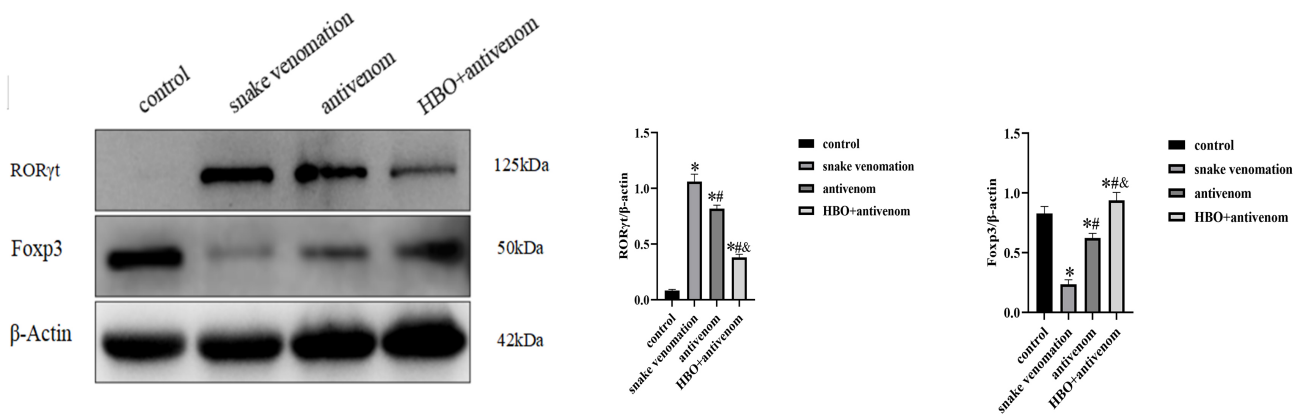 control
snake venomation
antivenom
HBO+antivenom
RORγt
125kDa
Foxp3
50kDa
β-Actin
42kDa
RORγt/β-actin
1.5
1.0
0.5
0.0
*
*#
*#&
control
snake venomation
antivenom
HBO+antivenom
control
snake venomation
antivenom
HBO+antivenom
Foxp3/β-actin
1.5
1.0
0.5
0.0
*
*#
*#&
control
snake venomation
antivenom
HBO+antivenom
control
snake venomation
antivenom
HBO+antivenom